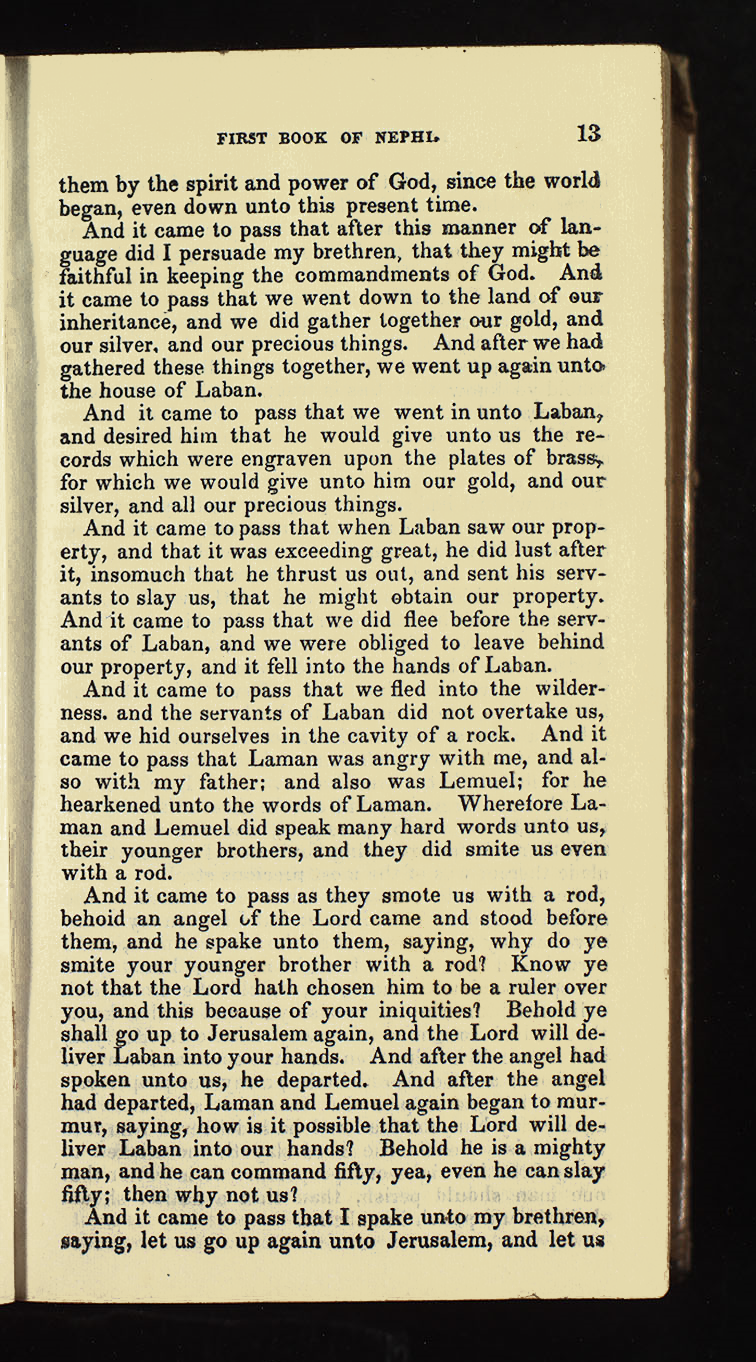 FIRST BOOK OF NEPHI. 13
them by the spirit and power of God, since the world
began, even down unto this present time.
And it came to pass that after this manner of lan-
guage did I persuade my brethren, that they might be
faithful in keeping the commandments of God. And
it came to pass that we went down to the land of our
inheritance, and we did gather together our gold, and
our silver, and our precious things. And after we had
gathered these things together, we went up again unto
the house of Laban.
And it came to pass that we went in unto Laban,
and desired him that he would give unto us the re-
cords which were engraven upon the plates of brass,
for which we would give unto him our gold, and our
silver, and all our precious things.
And it came to pass that when Laban saw our prop-
erty, and that it was exceeding great, he did lust after
it, insomuch that he thrust us out, and sent his serv-
ants to slay us, that he might obtain our property.
And it came to pass that we did flee before the serv-
ants of Laban, and we were obliged to leave behind
our property, and it fell into the hands of Laban.
And it came to pass that we fled into the wilder-
ness. and the servants of Laban did not overtake us,
and we hid ourselves in the cavity of a rock. And it
came to pass that Laman was angry with me, and al-
so with my father; and also was Lemuel; for he
hearkened unto the words of Laman. Wherefore La-
man and Lemuel did speak many hard words unto us,
their younger brothers, and they did smite us even
with a rod.
And it came to pass as they smote us with a rod,
behold an angel of the Lord came and stood before
them, and he spake unto them, saying, why do ye
smite your younger brother with a rod? Know ye
not that the Lord hath chosen him to be a ruler over
you, and this because of your iniquities? Behold ye
shall go up to Jerusalem again, and the Lord will de-
liver Laban into your hands. And after the angel had
spoken unto us, he departed. And after the angel
had departed, Laman and Lemuel again began to mur-
mur, saying, how is it possible that the Lord will de-
liver Laban into our hands? Behold he is a mighty
man, and he can command fifty, yea, even he can slay
fifty; then why not us?
And it came to pass that I spake unto my brethren,
saying, let us go up again unto Jerusalem, and let us